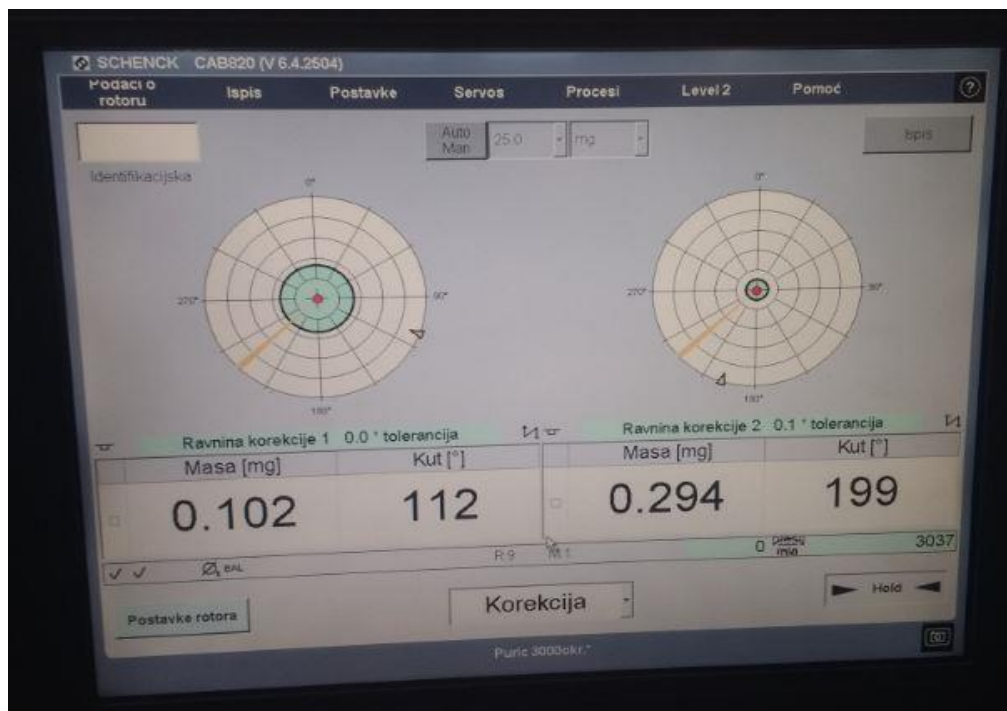 SCHENCK CAB820 (V 6.4.2504)
Podaci o rotoru Ispis Postavke Servos Procesi Level 2 Pomoć ?
Auto Man 25.0 mg Ispis
Identifikacijska
0°
270° 90°
180°
0°
270° 90°
180°
Ravnina korekcije 1 0.0 * tolerancija
Ravnina korekcije 2 0.1 * tolerancija
Masa [mg] Kut [°] Masa [mg] Kut [°]
0.102 112 0.294 199
BAL R 9 M 1 0 3037
Postavke rotora Korekcija Hold
Puric 3000okr.*